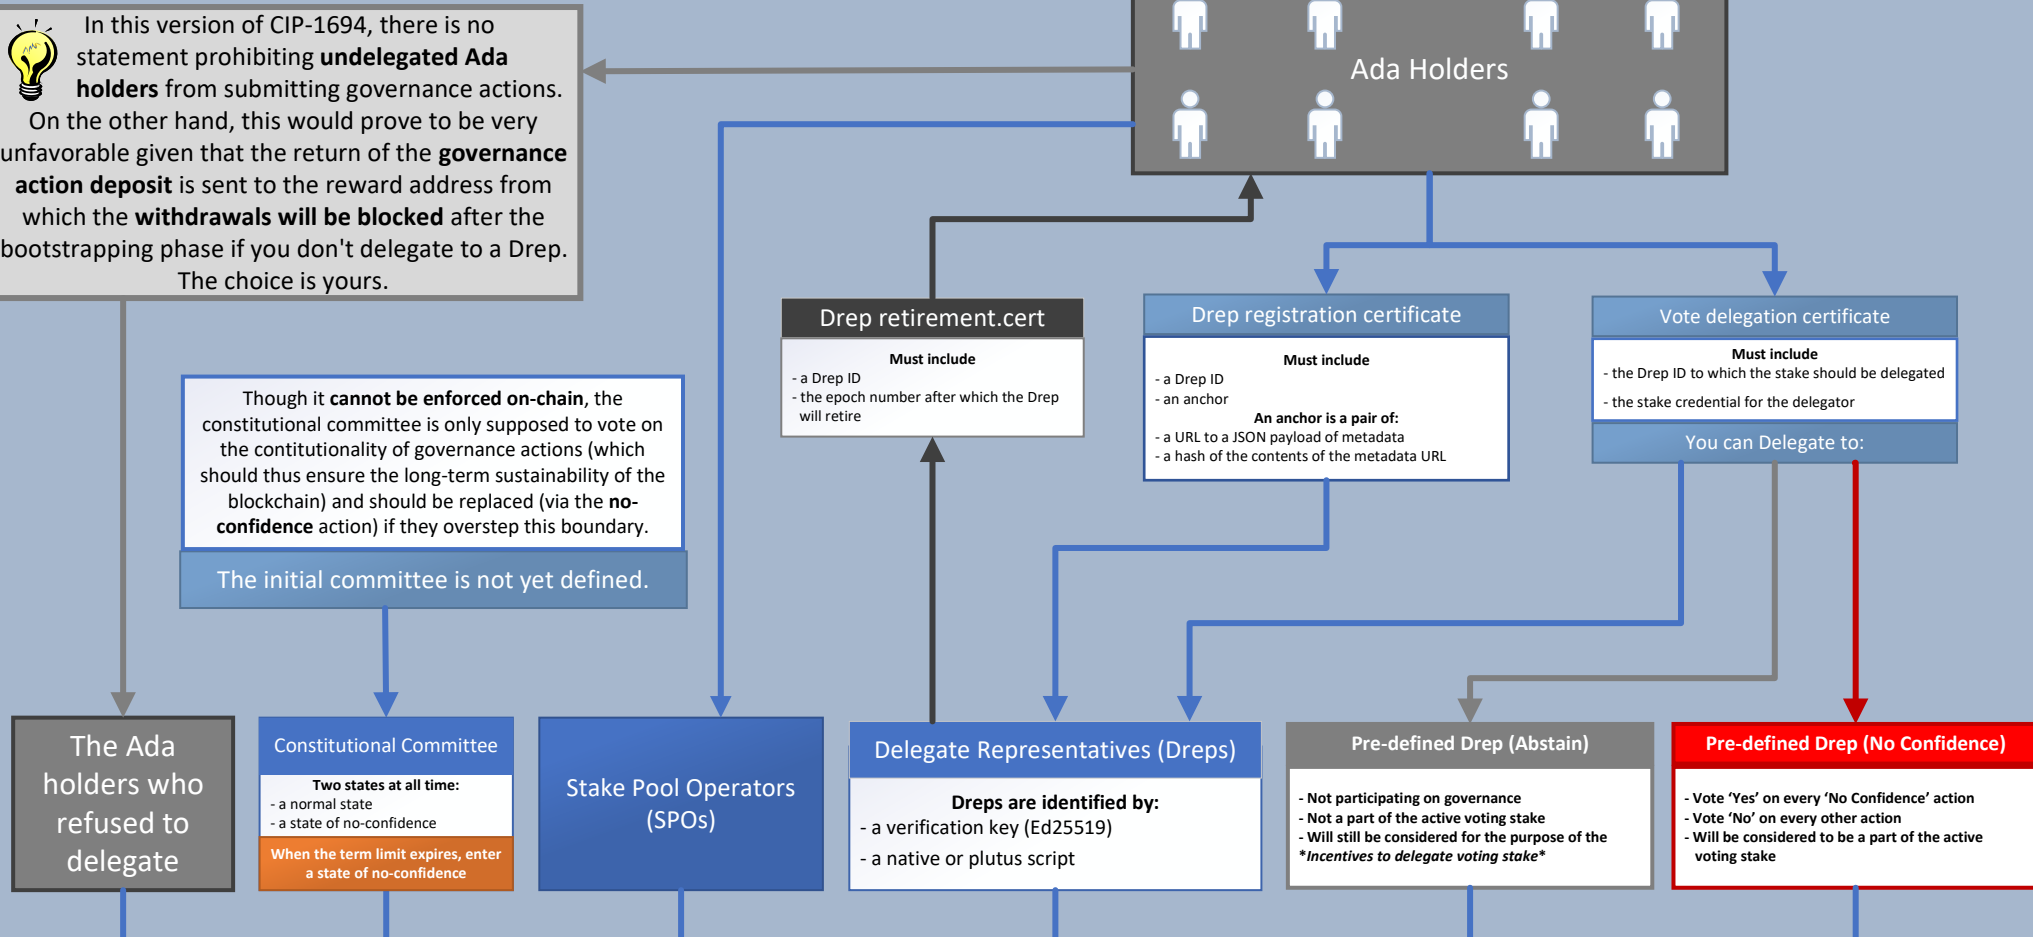 In this version of CIP-1694, there is no
statement prohibiting undelegated Ada
holders from submitting governance actions.
On the other hand, this would prove to be very
unfavorable given that the return of the governance
action deposit is sent to the reward address from
which the withdrawals will be blocked after the
bootstrapping phase if you don't delegate to a Drep.
The choice is yours.
Ada Holders
Drep retirement.cert
Must include
- a Drep ID
- the epoch number after which the Drep
will retire
Drep registration certificate
Must include
- a Drep ID
- an anchor
An anchor is a pair of:
- a URL to a JSON payload of metadata
- a hash of the contents of the metadata URL
Vote delegation certificate
Must include
- the Drep ID to which the stake should be delegated
- the stake credential for the delegator
You can Delegate to:
Though it cannot be enforced on-chain, the
constitutional committee is only supposed to vote on
the contitutionality of governance actions (which
should thus ensure the long-term sustainability of the
blockchain) and should be replaced (via the no-
confidence action) if they overstep this boundary.
The initial committee is not yet defined.
The Ada
holders who
refused to
delegate
Constitutional Committee
Two states at all time:
- a normal state
- a state of no-confidence
When the term limit expires, enter
a state of no-confidence
Stake Pool Operators
(SPOs)
Delegate Representatives (Dreps)
Dreps are identified by:
- a verification key (Ed25519)
- a native or plutus script
Pre-defined Drep (Abstain)
- Not participating on governance
- Not a part of the active voting stake
- Will still be considered for the purpose of the
*Incentives to delegate voting stake*
Pre-defined Drep (No Confidence)
- Vote ‘Yes’ on every ‘No Confidence’ action
- Vote ‘No’ on every other action
- Will be considered to be a part of the active
voting stake